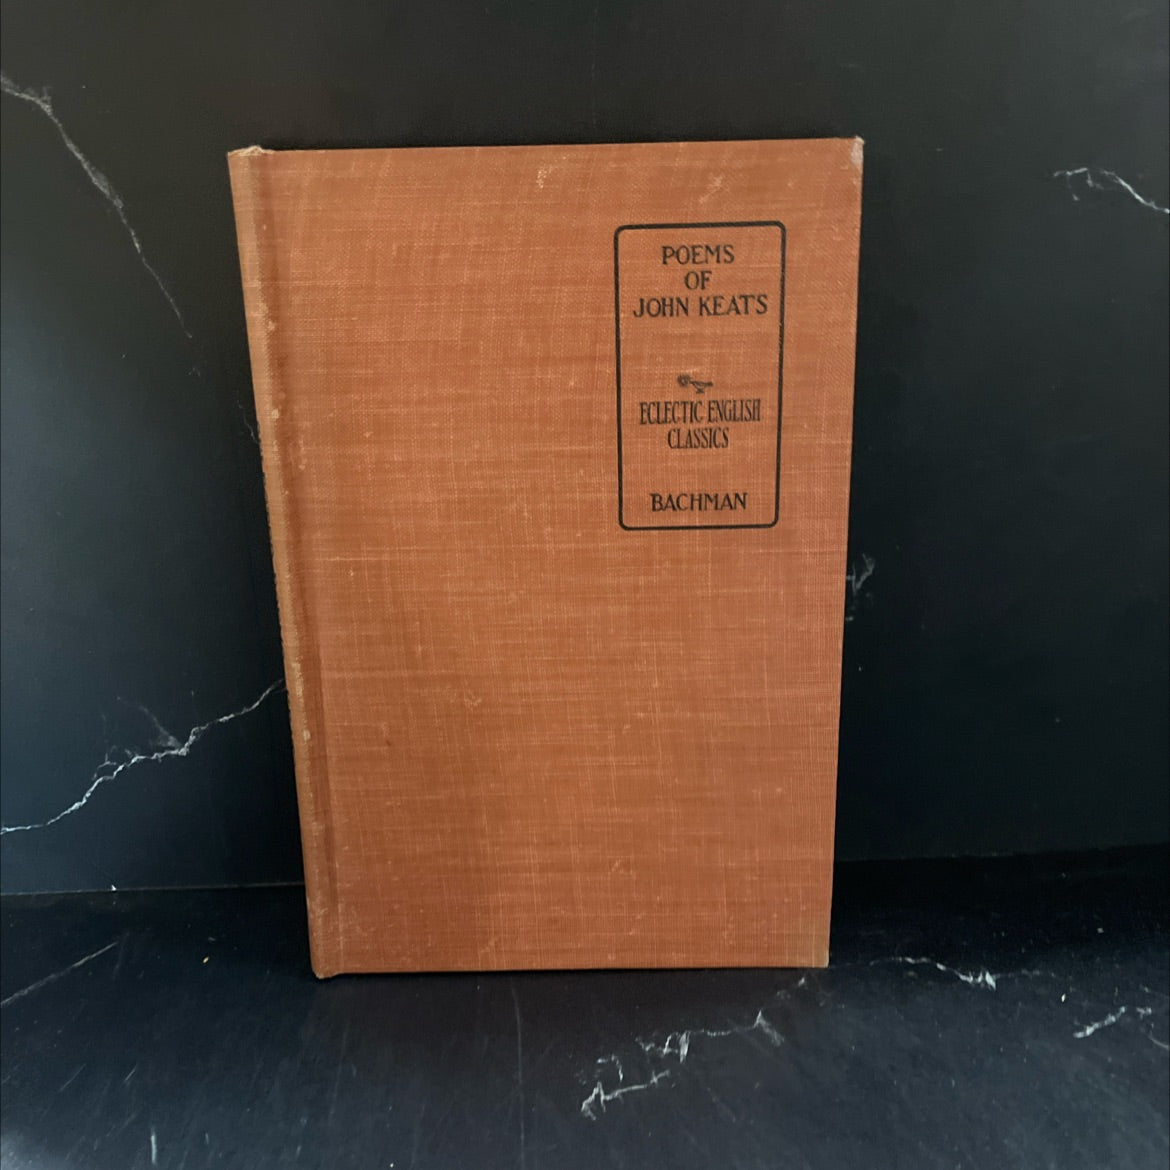 POEMS
OF
JOHN KEATS
ECLECTIC ENGLISH
CLASSICS
BACHMAN